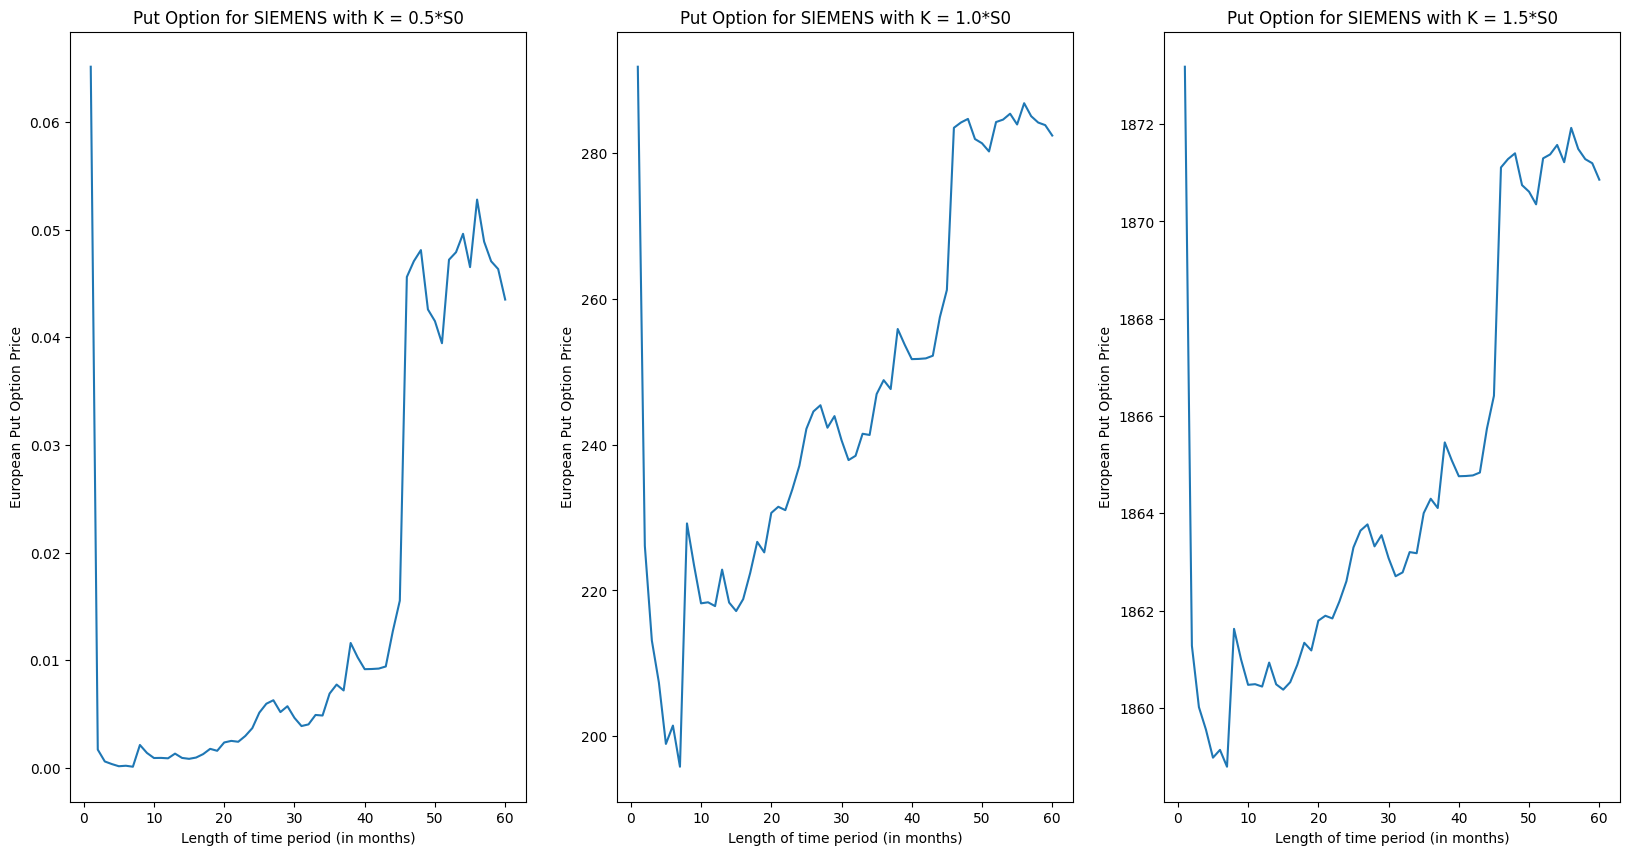 Put Option for SIEMENS with K = 0.5*S0
European Put Option Price
0.06
0.05
0.04
0.03
0.02
0.01
0.00
0 10 20 30 40 50 60
Length of time period (in months)
Put Option for SIEMENS with K = 1.0*S0
European Put Option Price
280
260
240
220
200
0 10 20 30 40 50 60
Length of time period (in months)
Put Option for SIEMENS with K = 1.5*S0
European Put Option Price
1872
1870
1868
1866
1864
1862
1860
0 10 20 30 40 50 60
Length of time period (in months)